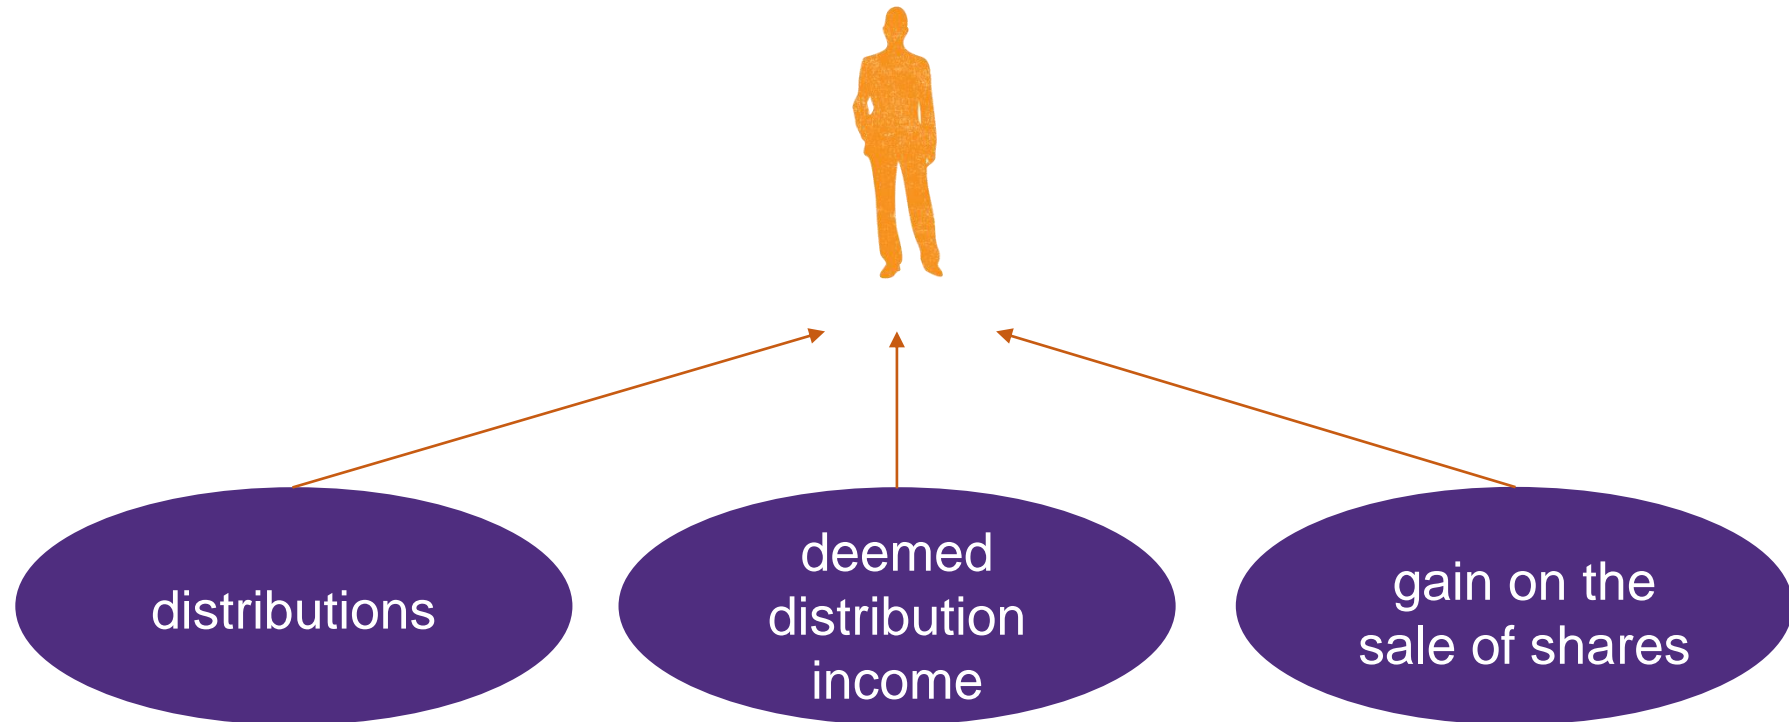 distributions
deemed
distribution
income
gain on the
sale of shares